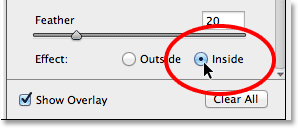 Feather 20
Effect: Outside Inside
Show Overlay Clear All